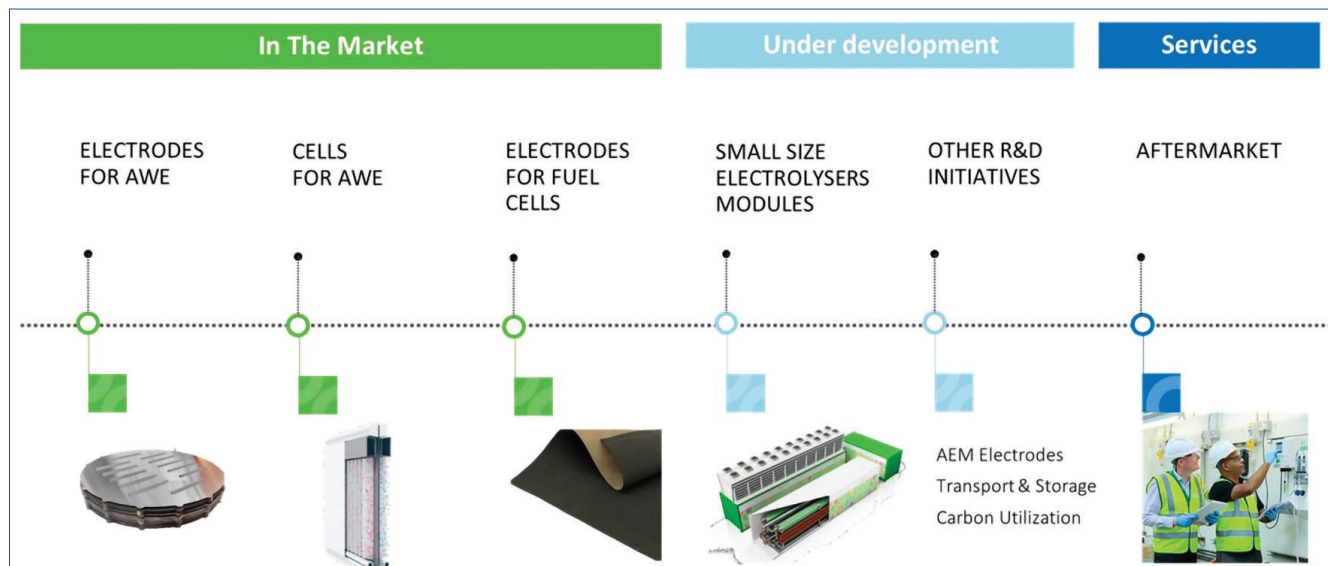 In The Market
Under development
Services
ELECTRODES
FOR AWE
CELLS
FOR AWE
ELECTRODES
FOR FUEL
CELLS
SMALL SIZE
ELECTROLYSERS
MODULES
OTHER R&D
INITIATIVES
AFTERMARKET
AEM Electrodes
Transport & Storage
Carbon Utilization